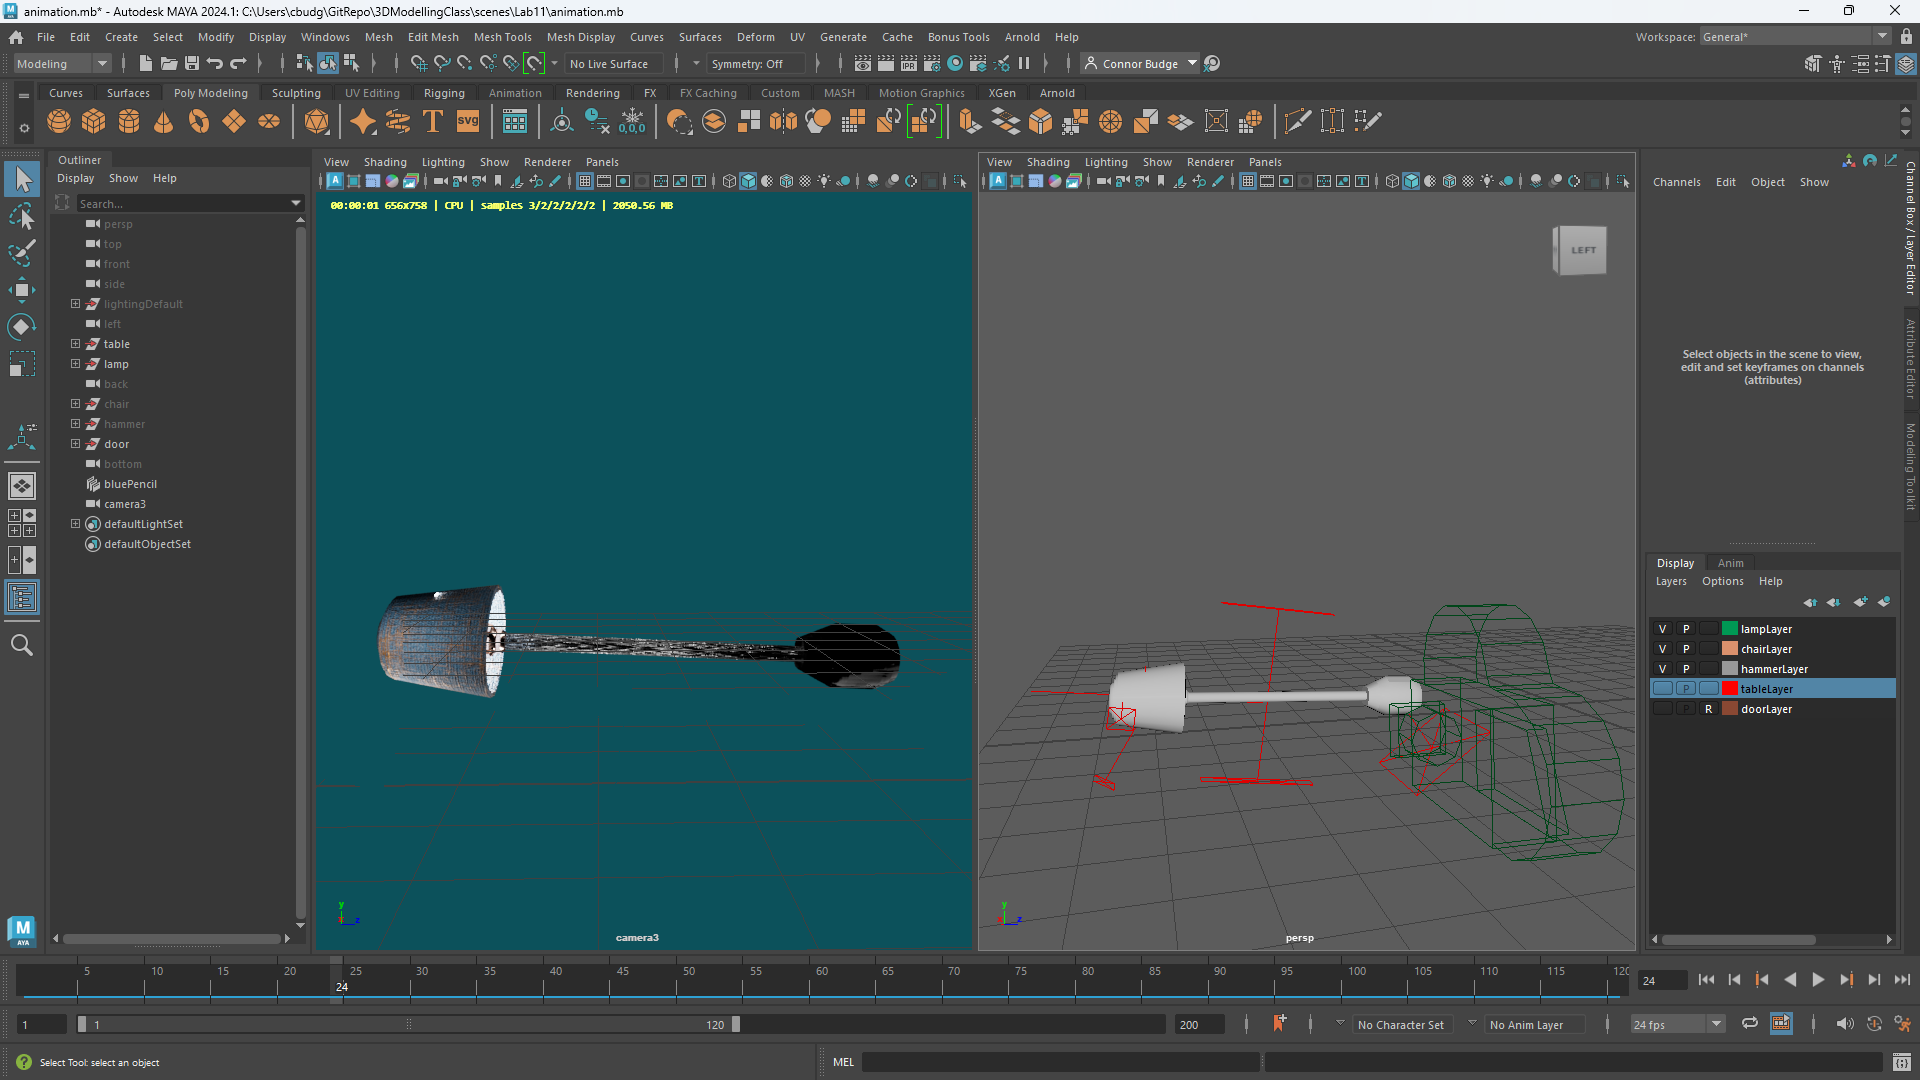 animation.mb* - Autodesk MAYA 2024.1: C:\Users\cbudg\GitRepo\3DModellingClass\scenes\Lab11\animation.mb
File Edit Create Select Modify Display Windows Mesh Edit Mesh Mesh Tools Mesh Display Curves Surfaces Deform UV Generate Cache Bonus Tools Arnold Help
Workspace: General*
Modeling No Live Surface Symmetry: Off IPR Connor Budge
Curves Surfaces Poly Modeling Sculpting UV Editing Rigging Animation Rendering FX FX Caching Custom MASH Motion Graphics XGen Arnold
T SVG 0,0,0
Outliner
Display Show Help
Search...
persp
top
front
side
lightingDefault
left
table
lamp
back
chair
hammer
door
bottom
bluePencil
camera3
defaultLightSet
defaultObjectSet
View Shading Lighting Show Renderer Panels
00:00:01 656x758 | CPU | samples 3/2/2/2/2/2 | 2050.56 MB
y
z
camera3
View Shading Lighting Show Renderer Panels
LEFT
y
z
persp
Channels Edit Object Show
Select objects in the scene to view,
edit and set keyframes on channels
(attributes)
Channel Box / Layer Editor
Attribute Editor
Modeling Toolkit
Display Anim
Layers Options Help
V P lampLayer
V P chairLayer
V P hammerLayer
P tableLayer
P R doorLayer
M
AYA
5 10 15 20 25 30 35 40 45 50 55 60 65 70 75 80 85 90 95 100 105 110 115 120
24
24
1 1 120 200 No Character Set No Anim Layer 24 fps
Select Tool: select an object
MEL